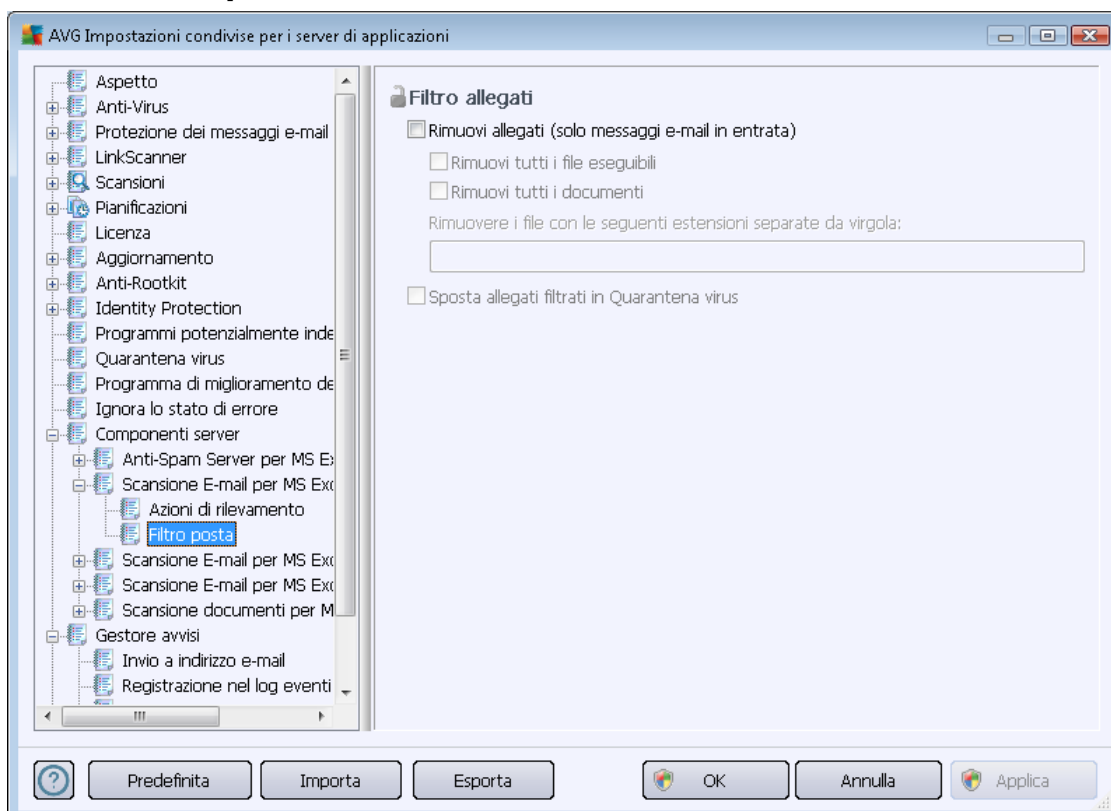 AVG Impostazioni condivise per i server di applicazioni
Aspetto
Anti-Virus
Protezione dei messaggi e-mail
LinkScanner
Scansioni
Pianificazioni
Licenza
Aggiornamento
Anti-Rootkit
Identity Protection
Programmi potenzialmente inde
Quarantena virus
Programma di miglioramento de
Ignora lo stato di errore
Componenti server
Anti-Spam Server per MS E
Scansione E-mail per MS Exc
Azioni di rilevamento
Filtro posta
Scansione E-mail per MS Exc
Scansione E-mail per MS Exc
Scansione documenti per M
Gestore avvisi
Invio a indirizzo e-mail
Registrazione nel log eventi
Filtro allegati
Rimuovi allegati (solo messaggi e-mail in entrata)
Rimuovi tutti i file eseguibili
Rimuovi tutti i documenti
Rimuovere i file con le seguenti estensioni separate da virgola:
Sposta allegati filtrati in Quarantena virus
Predefinita
Importa
Esporta
OK
Annulla
Applica